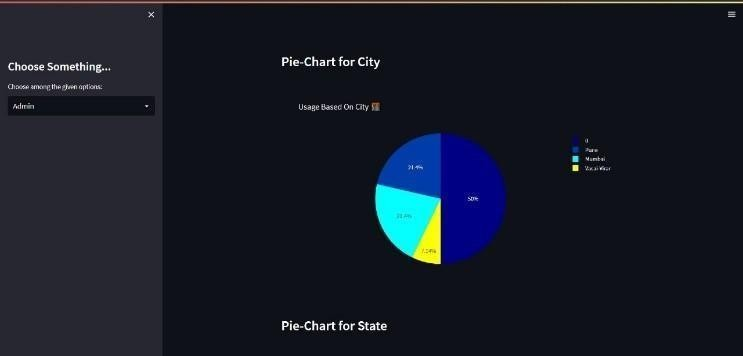 Choose Something...
Choose among the given options:
Admin
Pie-Chart for City
Usage Based On City
0
Pune
Mumbai
Vasai-Virar
21.4%
50%
21.4%
7.14%
Pie-Chart for State